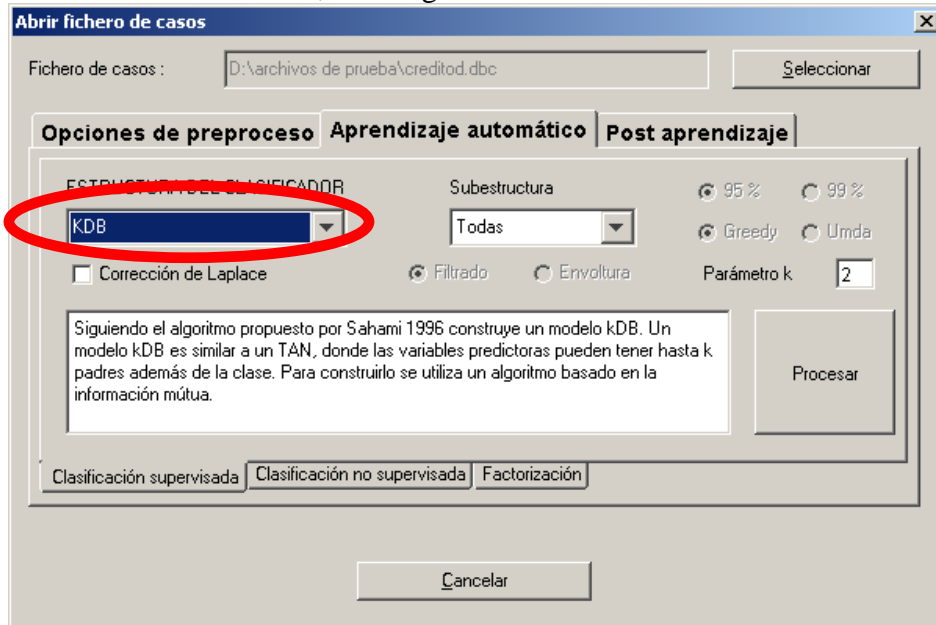 Abrir fichero de casos
Fichero de casos : D:\archivos de prueba\creditod.dbc Seleccionar
Opciones de preproceso Aprendizaje automático Post aprendizaje
ESTRUCTURA DEL CLASIFICADOR Subestructura 95 % 99 %
KDB Todas Greedy Umda
Corrección de Laplace Filtrado Envoltura Parámetro k 2
Siguiendo el algoritmo propuesto por Sahami 1996 construye un modelo kDB. Un
modelo kDB es similar a un TAN, donde las variables predictoras pueden tener hasta k
padres además de la clase. Para construirlo se utiliza un algoritmo basado en la
información mútua.
Procesar
Clasificación supervisada Clasificación no supervisada Factorización
Cancelar